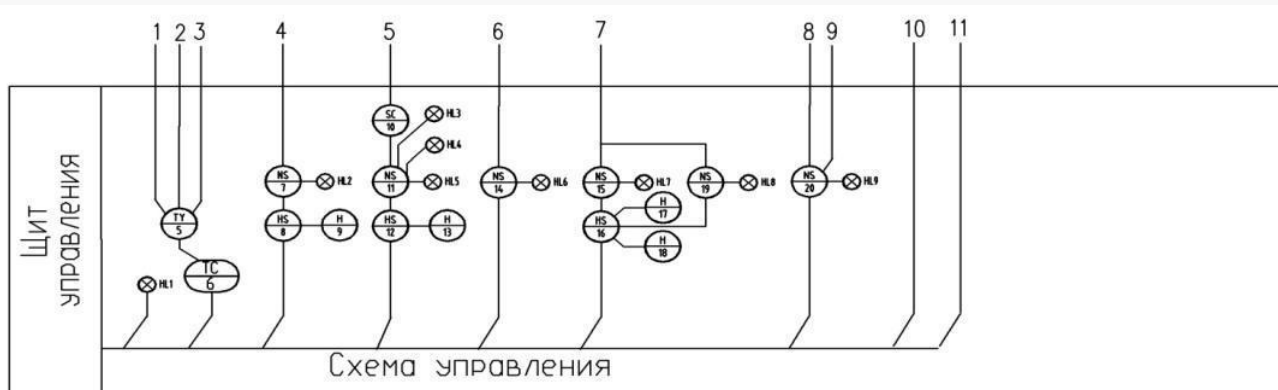 1 2 3 4 5 6 7 8 9 10 11
Щит
управления
SC
10
HL3
HL4
NS
7
HL2
NS
11
HL5
NS
14
HL6
NS
15
HL7
NS
19
HL8
NS
20
HL9
TY
5
HS
8
H
9
HS
12
H
13
HS
16
H
17
H
18
TC
6
HL1
Схема управления